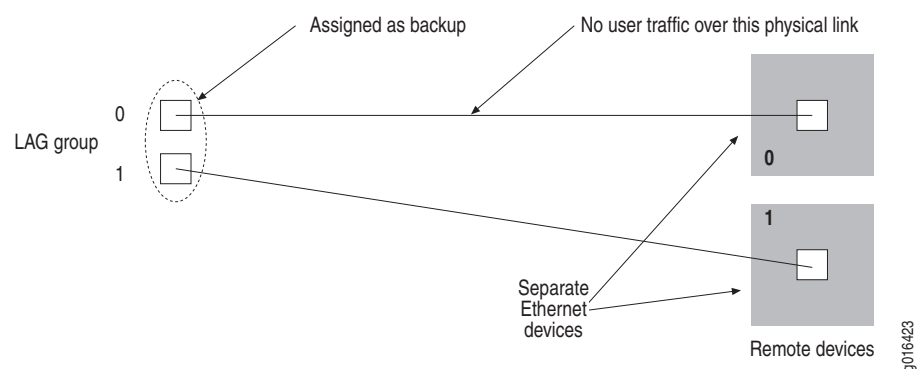 Assigned as backup
No user traffic over this physical link
0
LAG group
1
0
1
Separate
Ethernet
devices
Remote devices
g016423